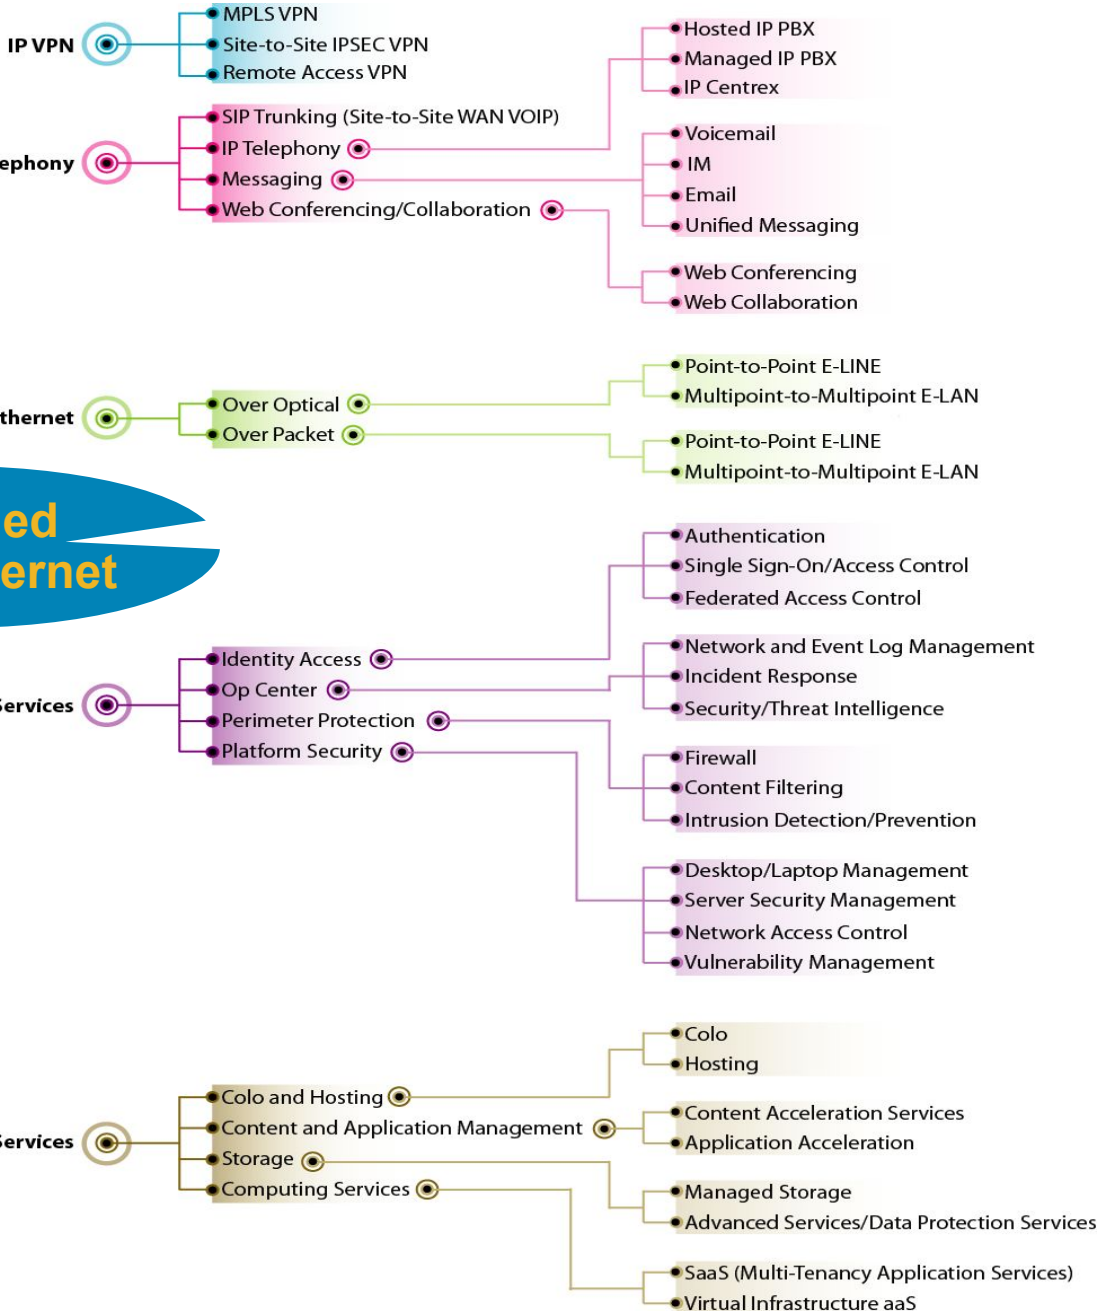 IP VPN
MPLS VPN
Site-to-Site IPSEC VPN
Remote Access VPN
ephony
SIP Trunking (Site-to-Site WAN VOIP)
IP Telephony
Messaging
Web Conferencing/Collaboration
Hosted IP PBX
Managed IP PBX
IP Centrex
Voicemail
IM
Email
Unified Messaging
Web Conferencing
Web Collaboration
thernet
Over Optical
Over Packet
Point-to-Point E-LINE
Multipoint-to-Multipoint E-LAN
Point-to-Point E-LINE
Multipoint-to-Multipoint E-LAN
ed
ernet
Services
Identity Access
Op Center
Perimeter Protection
Platform Security
Authentication
Single Sign-On/Access Control
Federated Access Control
Network and Event Log Management
Incident Response
Security/Threat Intelligence
Firewall
Content Filtering
Intrusion Detection/Prevention
Desktop/Laptop Management
Server Security Management
Network Access Control
Vulnerability Management
Services
Colo and Hosting
Content and Application Management
Storage
Computing Services
Colo
Hosting
Content Acceleration Services
Application Acceleration
Managed Storage
Advanced Services/Data Protection Services
SaaS (Multi-Tenancy Application Services)
Virtual Infrastructure aaS